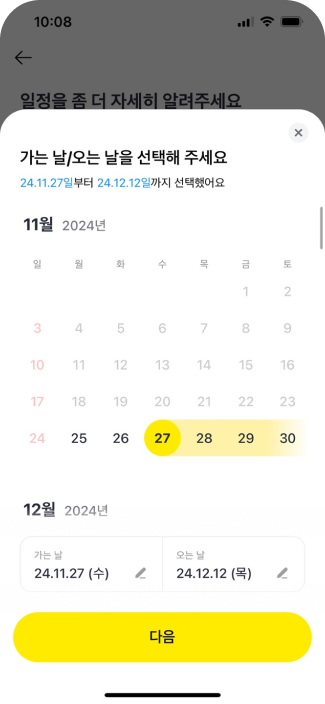 10:08
일정을 좀 더 자세히 알려주세요
가는 날/오는 날을 선택해 주세요
24.11.27일부터 24.12.12일까지 선택했어요
11월 2024년
일 월 화 수 목 금 토
1 2
3 4 5 6 7 8 9
10 11 12 13 14 15 16
17 18 19 20 21 22 23
24 25 26 27 28 29 30
12월 2024년
가는 날 오는 날
24.11.27 (수) 24.12.12 (목)
다음